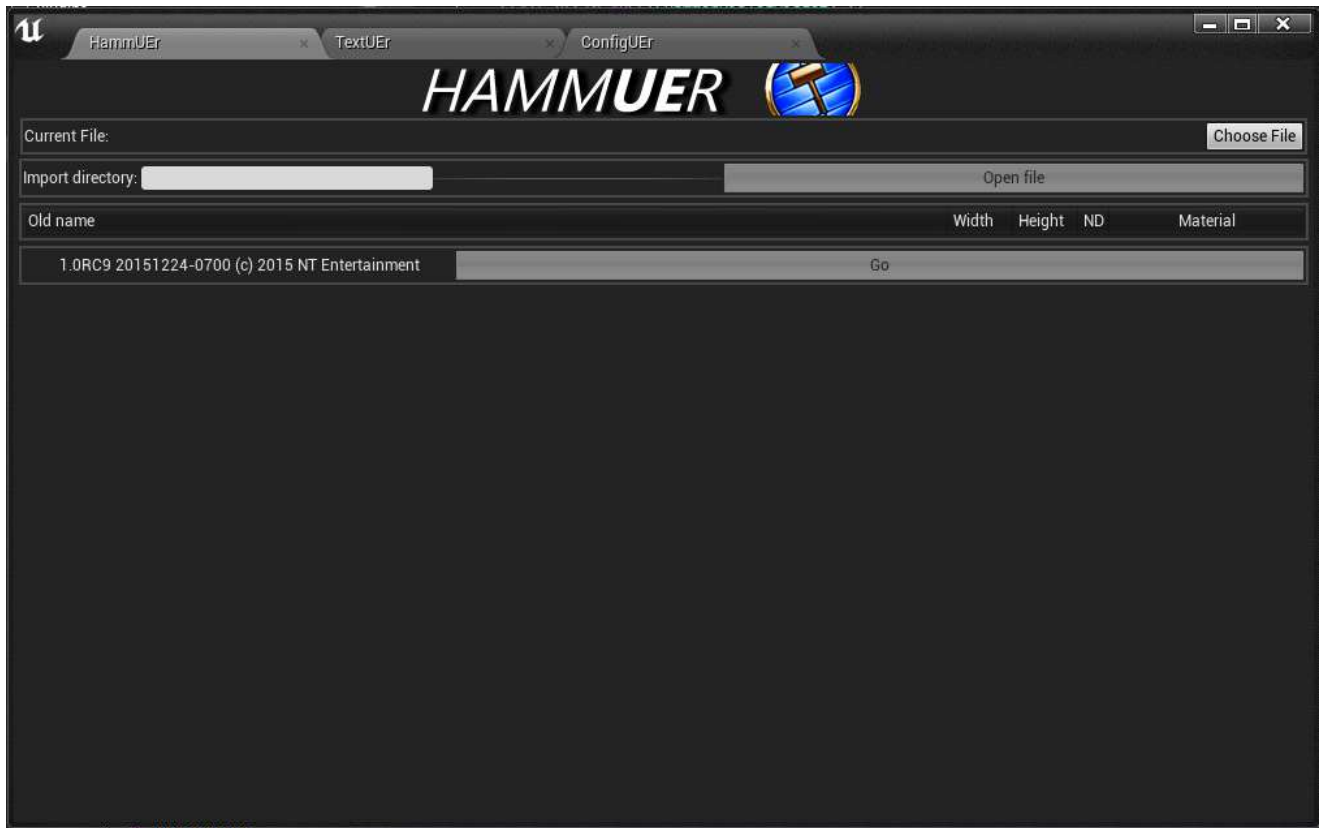 HammUEr TextUEr ConfigUEr
HAMMUER
Current File: Choose File
Import directory: Open file
Old name Width Height ND Material
1.0RC9 20151224-0700 (c) 2015 NT Entertainment Go